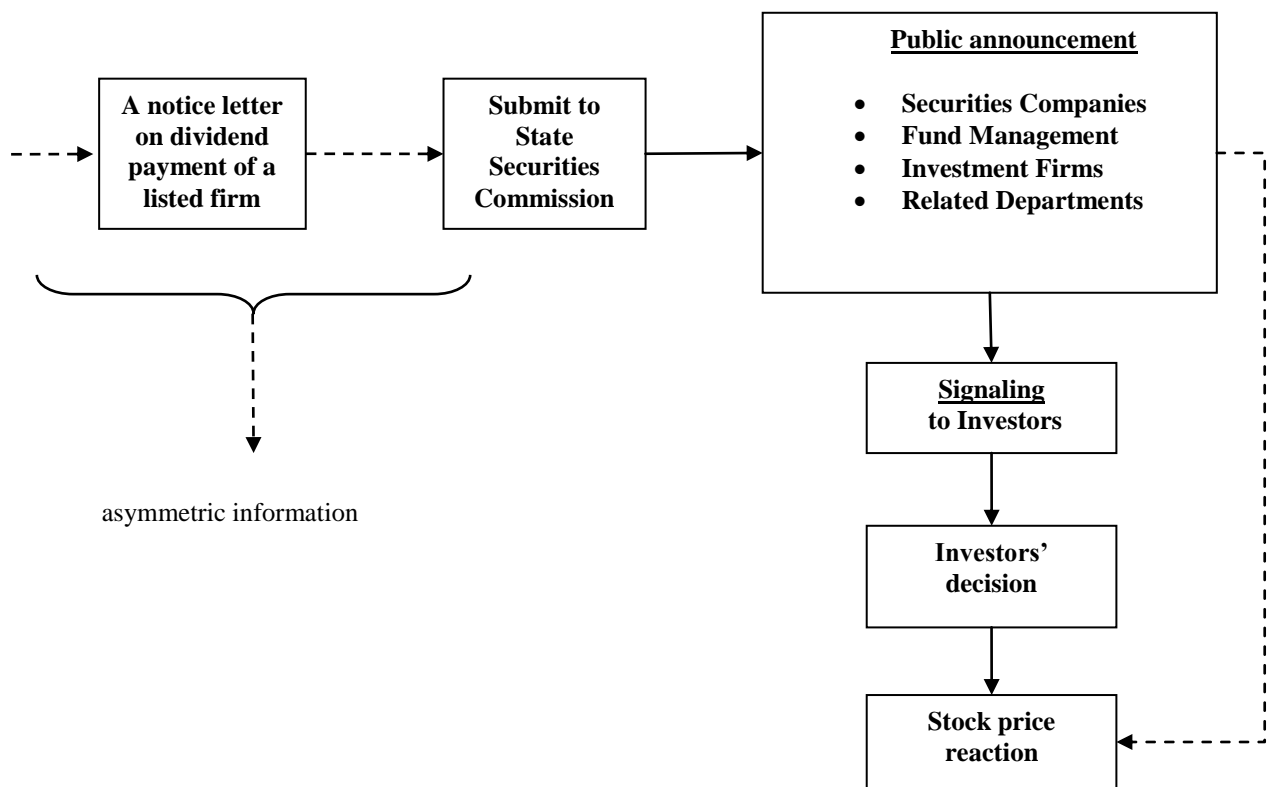 A notice letter
on dividend
payment of a
listed firm
Submit to
State
Securities
Commission
Public announcement
• Securities Companies
• Fund Management
• Investment Firms
• Related Departments
Signaling
to Investors
asymmetric information
Investors’
decision
Stock price
reaction